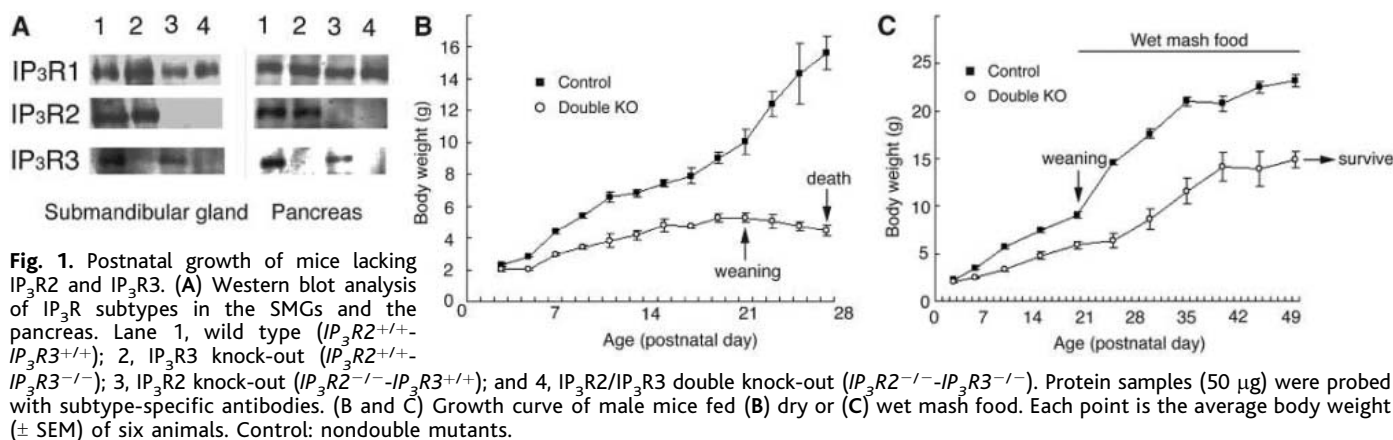 A
1 2 3 4
1 2 3 4
IP3R1
IP3R2
IP3R3
Submandibular gland Pancreas
B
16
14
12
10
8
6
4
2
0
Body weight (g)
Control
Double KO
weaning
death
0 7 14 21 28
Age (postnatal day)
C
Wet mash food
25
20
15
10
5
0
Body weight (g)
Control
Double KO
weaning
survive
0 7 14 21 28 35 42 49
Age (postnatal day)
Fig. 1. Postnatal growth of mice lacking
IP3R2 and IP3R3. (A) Western blot analysis
of IP3R subtypes in the SMGs and the
pancreas. Lane 1, wild type (IP3R2+/+-
IP3R3+/+); 2, IP3R3 knock-out (IP3R2+/+-
IP3R3−/−); 3, IP3R2 knock-out (IP3R2−/−-IP3R3+/+); and 4, IP3R2/IP3R3 double knock-out (IP3R2−/−-IP3R3−/−). Protein samples (50 μg) were probed
with subtype-specific antibodies. (B and C) Growth curve of male mice fed (B) dry or (C) wet mash food. Each point is the average body weight
(± SEM) of six animals. Control: nondouble mutants.